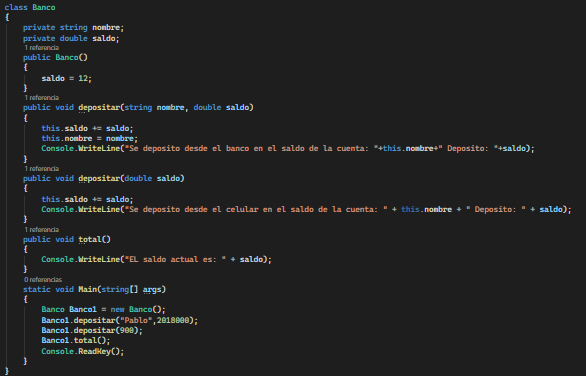 class Banco
{
private string nombre;
private double saldo;
1 referencia
public Banco()
{
saldo = 12;
}
1 referencia
public void depositar(string nombre, double saldo)
{
this.saldo += saldo;
this.nombre = nombre;
Console.WriteLine("Se deposito desde el banco en el saldo de la cuenta: "+this.nombre+" Deposito: "+saldo);
}
1 referencia
public void depositar(double saldo)
{
this.saldo += saldo;
Console.WriteLine("Se deposito desde el celular en el saldo de la cuenta: " + this.nombre + " Deposito: " + saldo);
}
1 referencia
public void total()
{
Console.WriteLine("EL saldo actual es: " + saldo);
}
0 referencias
static void Main(string[] args)
{
Banco Banco1 = new Banco();
Banco1.depositar("Pablo",2018000);
Banco1.depositar(900);
Banco1.total();
Console.ReadKey();
}
}